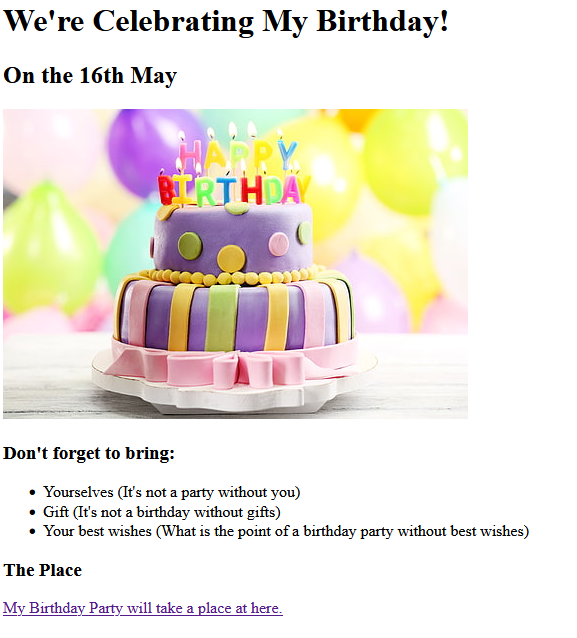 We're Celebrating My Birthday!
On the 16th May
HAPPY
BIRTHDAY
Don't forget to bring:
• Yourselves (It's not a party without you)
• Gift (It's not a birthday without gifts)
• Your best wishes (What is the point of a birthday party without best wishes)
The Place
My Birthday Party will take a place at here.